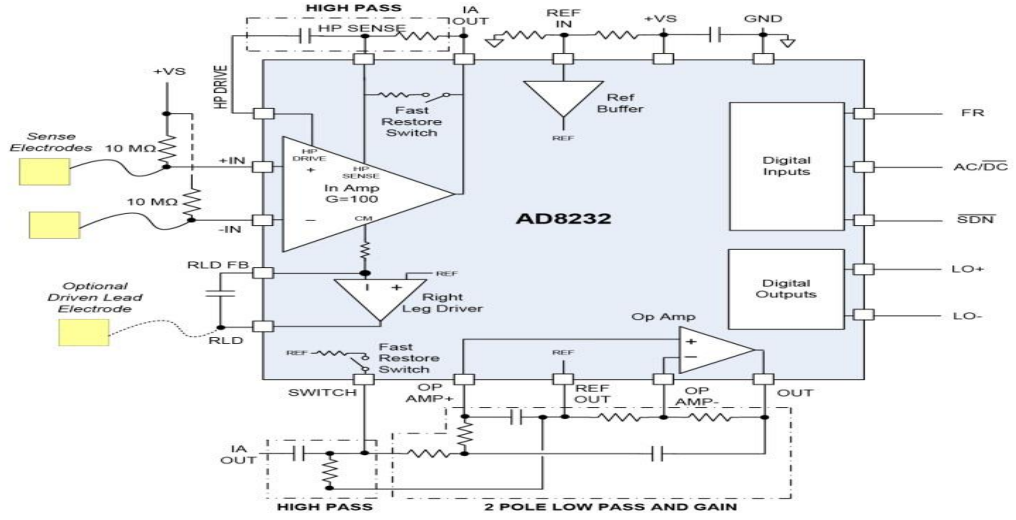 HIGH PASS
HP SENSE
IA
OUT
REF
IN
+VS
GND
+VS
HP DRIVE
Fast
Restore
Switch
Ref
Buffer
REF
Digital
Inputs
FR
AC/DC
SDN
Sense
Electrodes
10 MΩ
+IN
10 MΩ
-IN
HP
DRIVE
+
HP
SENSE
In Amp
G=100
−
CM
AD8232
RLD FB
Optional
Driven Lead
Electrode
RLD
− +
REF
Right
Leg Driver
Digital
Outputs
LO+
LO-
Op Amp
+
−
REF
Fast
Restore
Switch
REF
SWITCH
OP
AMP+
REF
OUT
OP
AMP-
OUT
IA
OUT
HIGH PASS
2 POLE LOW PASS AND GAIN